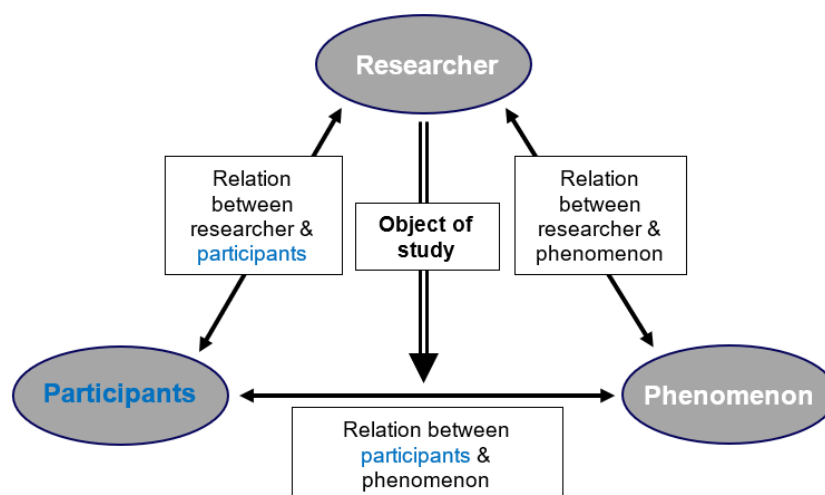 Researcher
Relation
between
researcher &
participants
Object of
study
Relation
between
researcher &
phenomenon
Participants
Phenomenon
Relation between
participants &
phenomenon